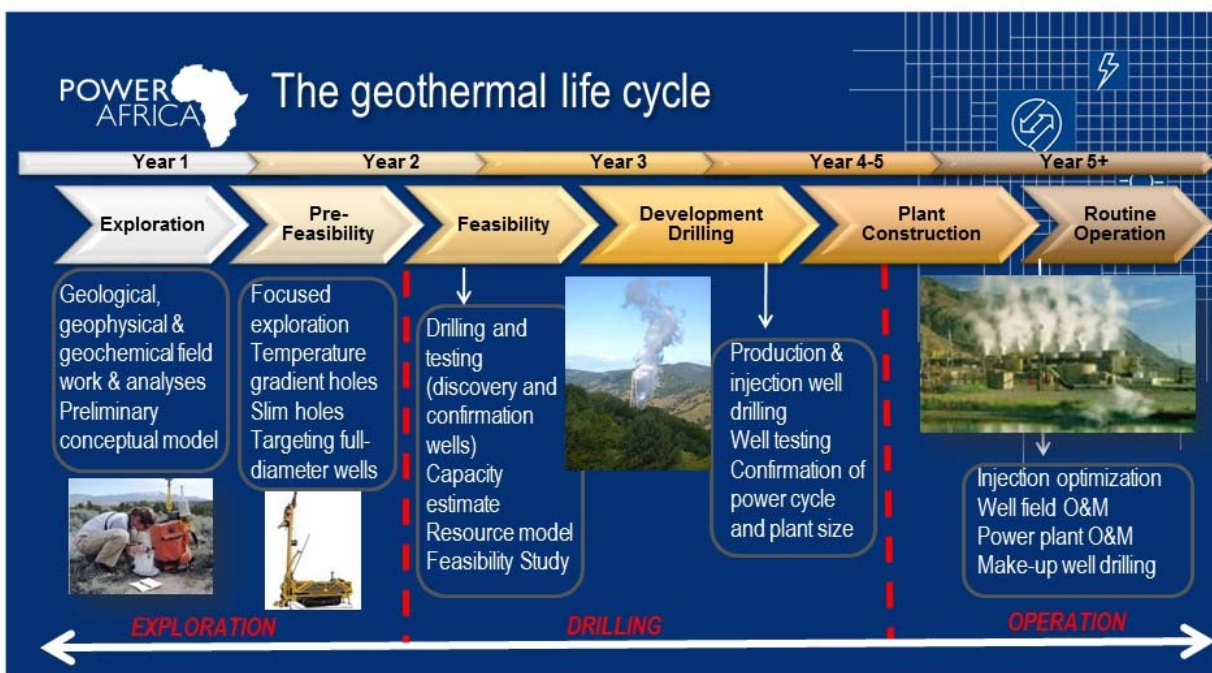 POWER
AFRICA
The geothermal life cycle
Year 1
Year 2
Year 3
Year 4-5
Year 5+
Exploration
Pre-
Feasibility
Feasibility
Development
Drilling
Plant
Construction
Routine
Operation
Geological,
geophysical &
geochemical field
work & analyses
Preliminary
conceptual model
Focused
exploration
Temperature
gradient holes
Slim holes
Targeting full-
diameter wells
Drilling and
testing
(discovery and
confirmation
wells)
Capacity
estimate
Resource model
Feasibility Study
Production &
injection well
drilling
Well testing
Confirmation of
power cycle
and plant size
Injection optimization
Well field O&M
Power plant O&M
Make-up well drilling
EXPLORATION
DRILLING
OPERATION